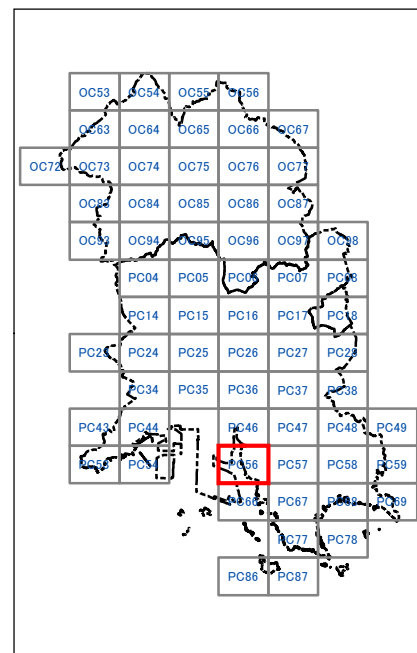 OC53 OC54 OC55 OC56
OC63 OC64 OC65 OC66 OC67
OC72 OC73 OC74 OC75 OC76 OC77
OC83 OC84 OC85 OC86 OC87
OC93 OC94 OC95 OC96 OC97 OC98
PC04 PC05 PC06 PC07 PC08
PC14 PC15 PC16 PC17 PC18
PC23 PC24 PC25 PC26 PC27 PC28
PC34 PC35 PC36 PC37 PC38
PC43 PC44 PC46 PC47 PC48 PC49
PC53 PC54 PC56 PC57 PC58 PC59
PC66 PC67 PC68 PC69
PC77 PC78
PC86 PC87